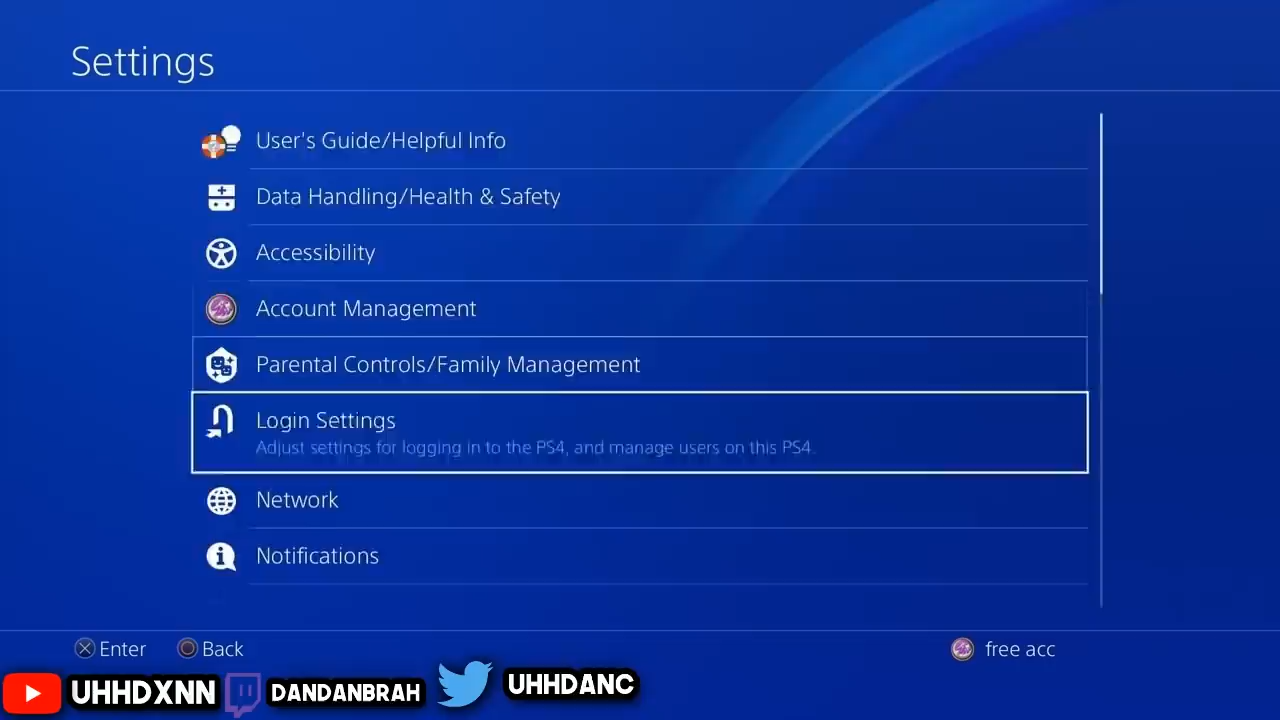 Settings
User's Guide/Helpful Info
Data Handling/Health & Safety
Accessibility
Account Management
Parental Controls/Family Management
Login Settings
Adjust settings for logging in to the PS4, and manage users on this PS4.
Network
Notifications
Enter Back free acc
UHHDXNN DANDANBRAH UHHDANC